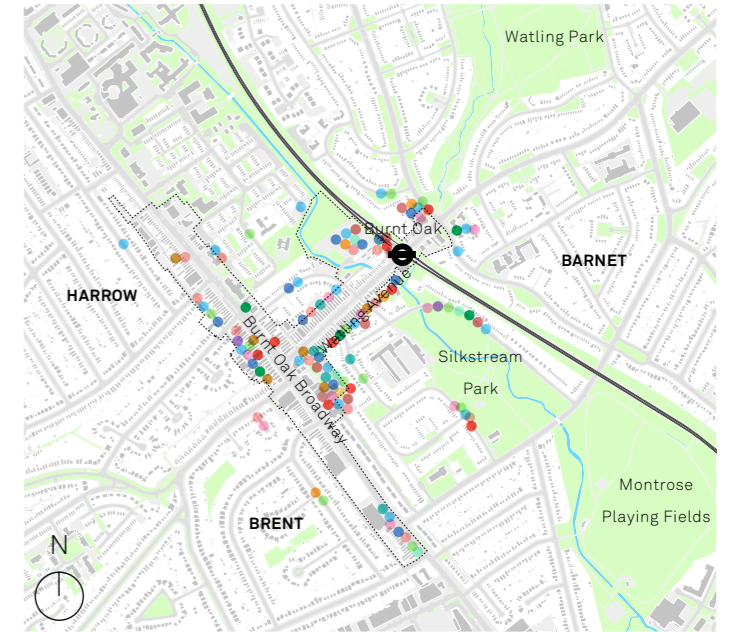 Watling Park
Burnt Oak
BARNET
HARROW
Watling Avenue
Burnt Oak Broadway
Silkstream
Park
Montrose
Playing Fields
BRENT
N